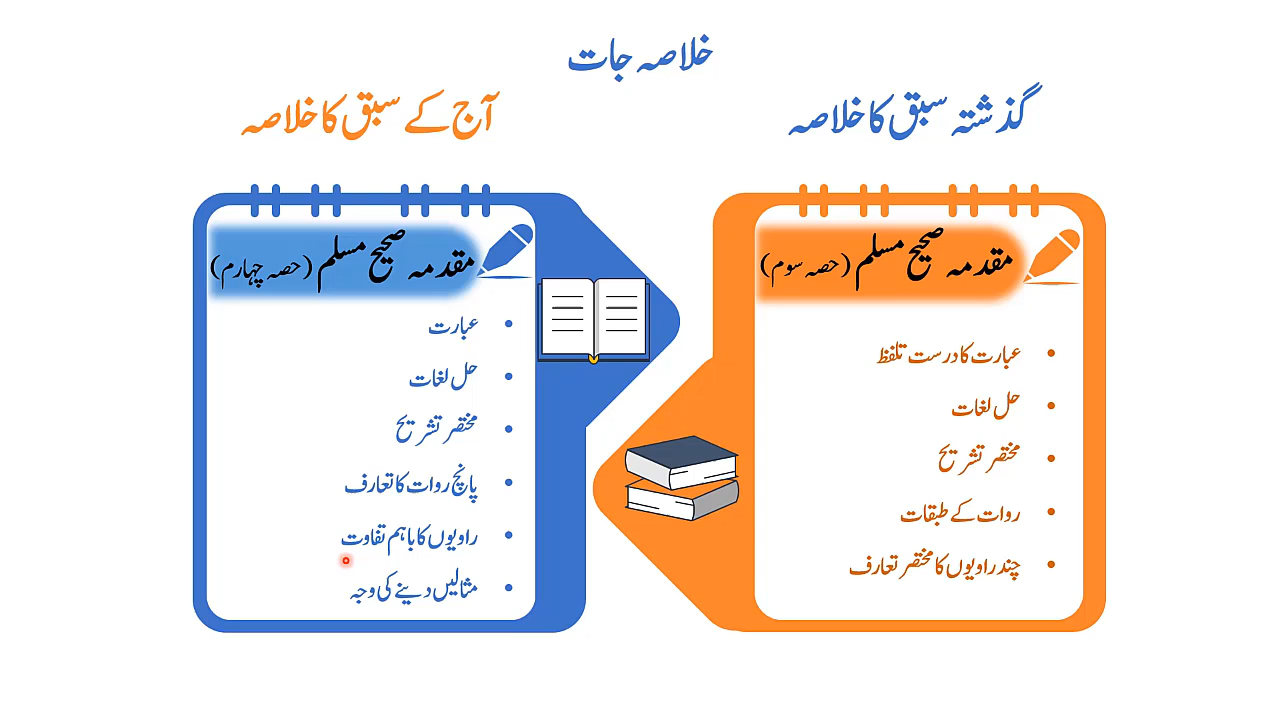 خلاصہ جات
گذشتہ سبق کا خلاصہ
مقدمہ صحیح مسلم (حصہ سوم)
عبارت کا درست تلفظ
حل لغات
مختصر تشریح
روات کے طبقات
چند راویوں کا مختصر تعارف
آج کے سبق کا خلاصہ
مقدمہ صحیح مسلم (حصہ چہارم)
عبارت
حل لغات
مختصر تشریح
پانچ روات کا تعارف
راویوں کا باہم تفاوت
مثالیں دینے کی وجہ